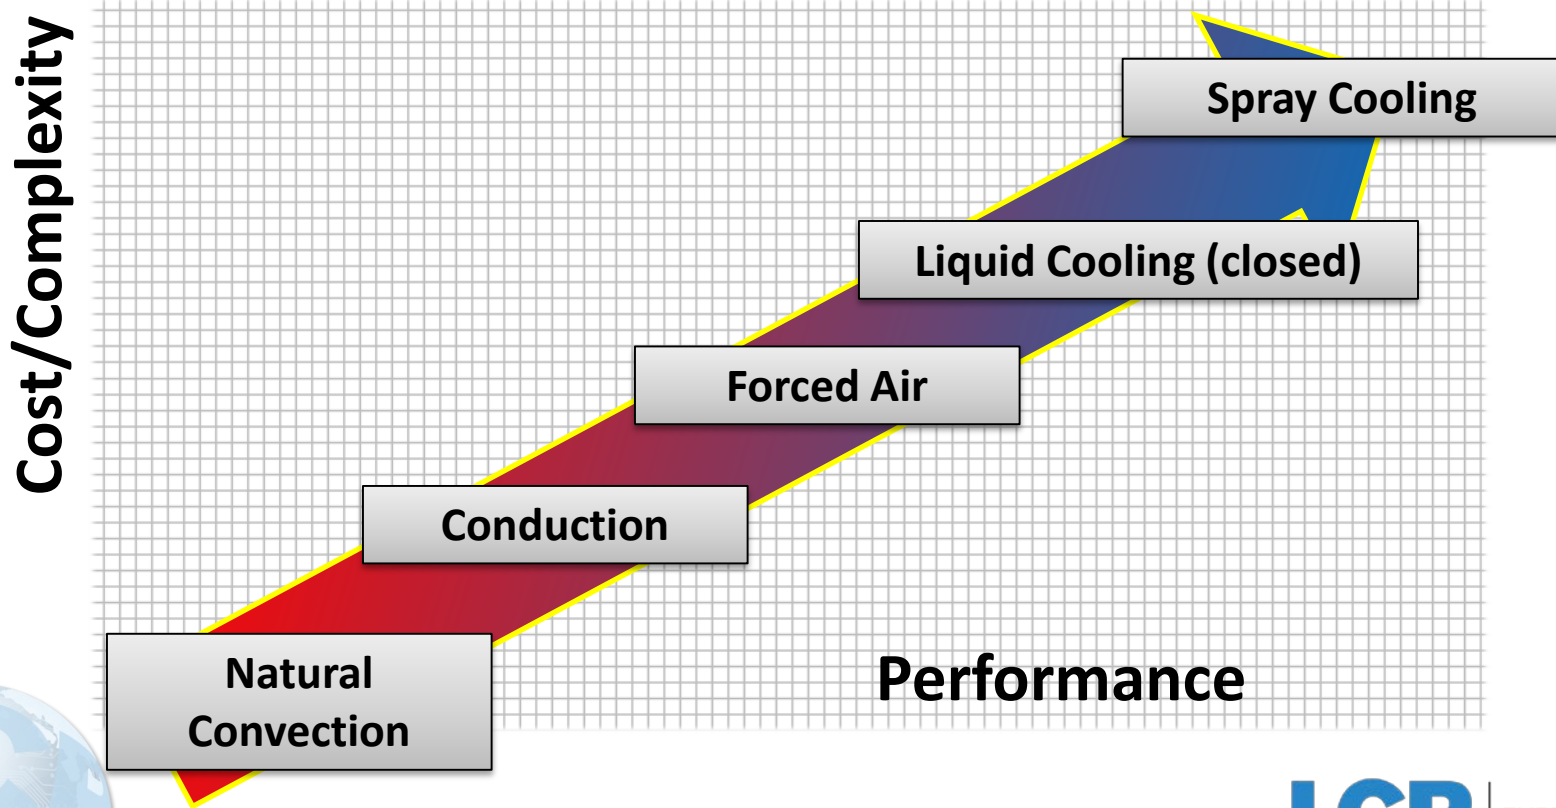 Cost/Complexity
Spray Cooling
Liquid Cooling (closed)
Forced Air
Conduction
Natural
Convection
Performance